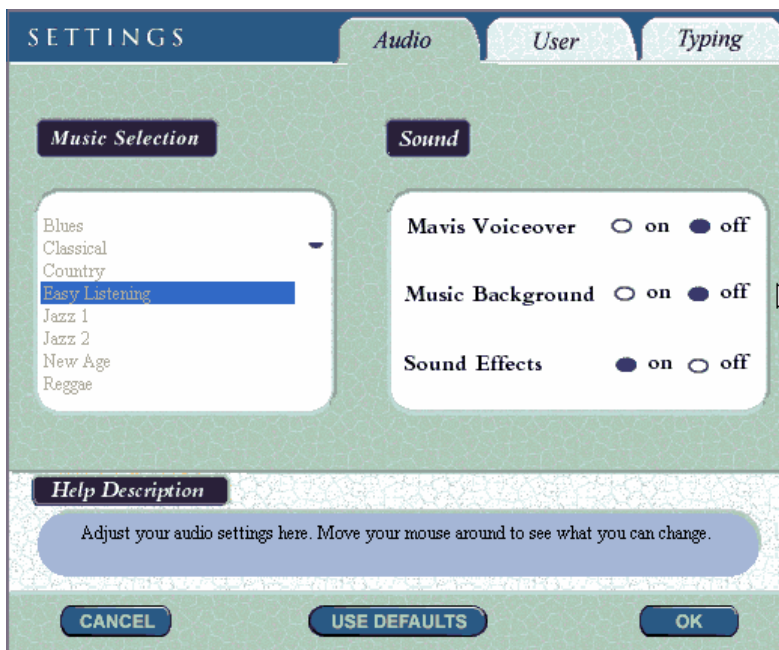 SETTINGS
Audio
User
Typing
Music Selection
Sound
Blues
Classical
Country
Easy Listening
Jazz 1
Jazz 2
New Age
Reggae
Mavis Voiceover on off
Music Background on off
Sound Effects on off
Help Description
Adjust your audio settings here. Move your mouse around to see what you can change.
CANCEL
USE DEFAULTS
OK